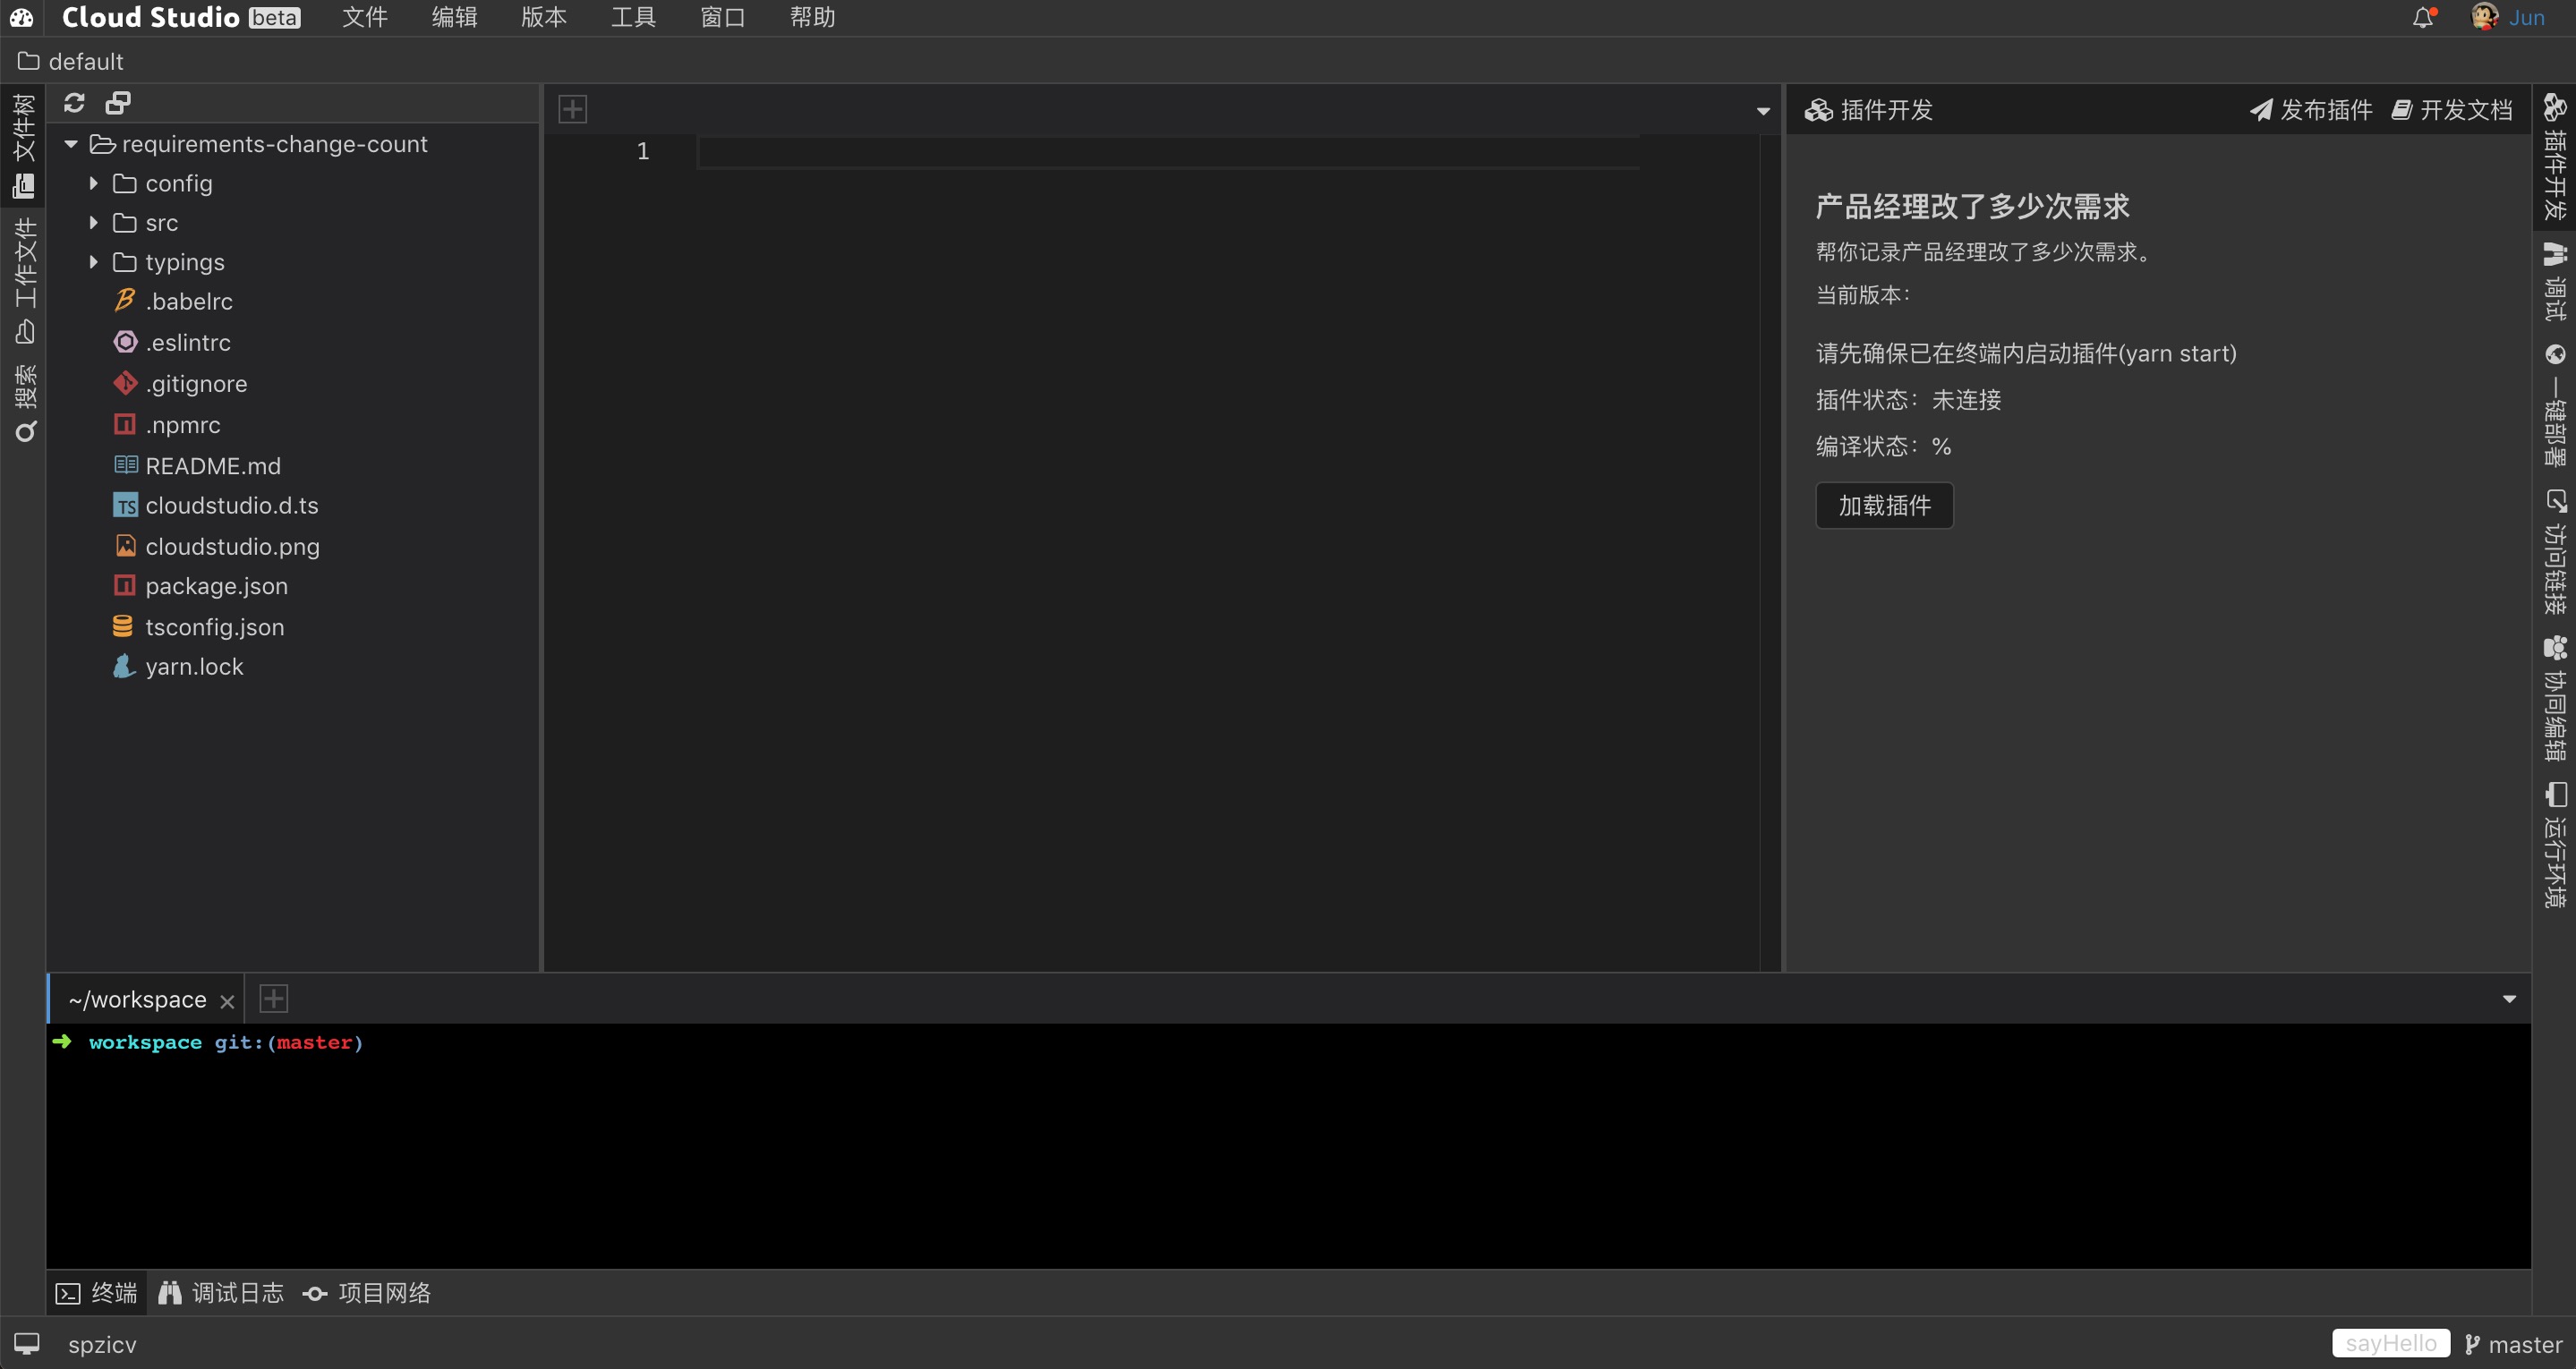 Cloud Studio beta 文件 编辑 版本 工具 窗口 帮助 Jun
default
文件树
工作文件
搜索
requirements-change-count
config
src
typings
.babelrc
.eslintrc
.gitignore
.npmrc
README.md
TS cloudstudio.d.ts
cloudstudio.png
package.json
tsconfig.json
yarn.lock
1
插件开发 发布插件 开发文档
产品经理改了多少次需求
帮你记录产品经理改了多少次需求。
当前版本：
请先确保已在终端内启动插件(yarn start)
插件状态：未连接
编译状态：%
加载插件
插件开发
调试
一键部署
访问链接
协同编辑
运行环境
~/workspace
workspace git:(master)
终端 调试日志 项目网络
spzicv sayHello master